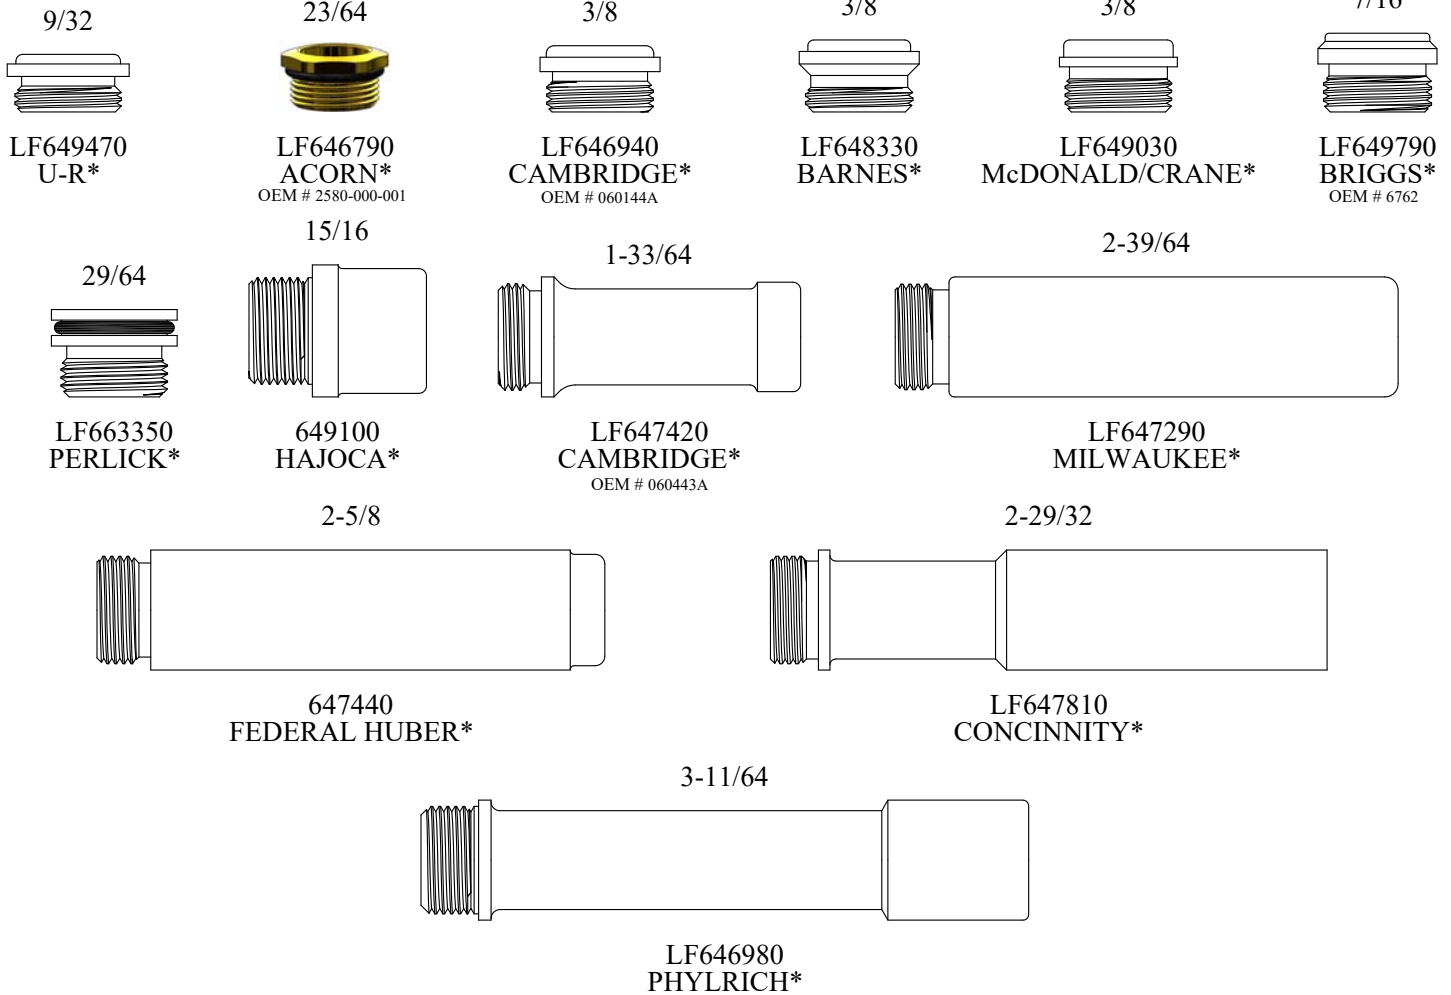 9/32
23/64
3/8
3/8
3/8
7/16
LF649470
U-R*
LF646790
ACORN*
OEM # 2580-000-001
LF646940
CAMBRIDGE*
OEM # 060144A
LF648330
BARNES*
LF649030
McDONALD/CRANE*
LF649790
BRIGGS*
OEM # 6762
29/64
LF663350
PERLICK*
15/16
649100
HAJOCA*
1-33/64
LF647420
CAMBRIDGE*
OEM # 060443A
2-39/64
LF647290
MILWAUKEE*
2-5/8
647440
FEDERAL HUBER*
2-29/32
LF647810
CONCINNITY*
3-11/64
LF646980
PHYLRICH*